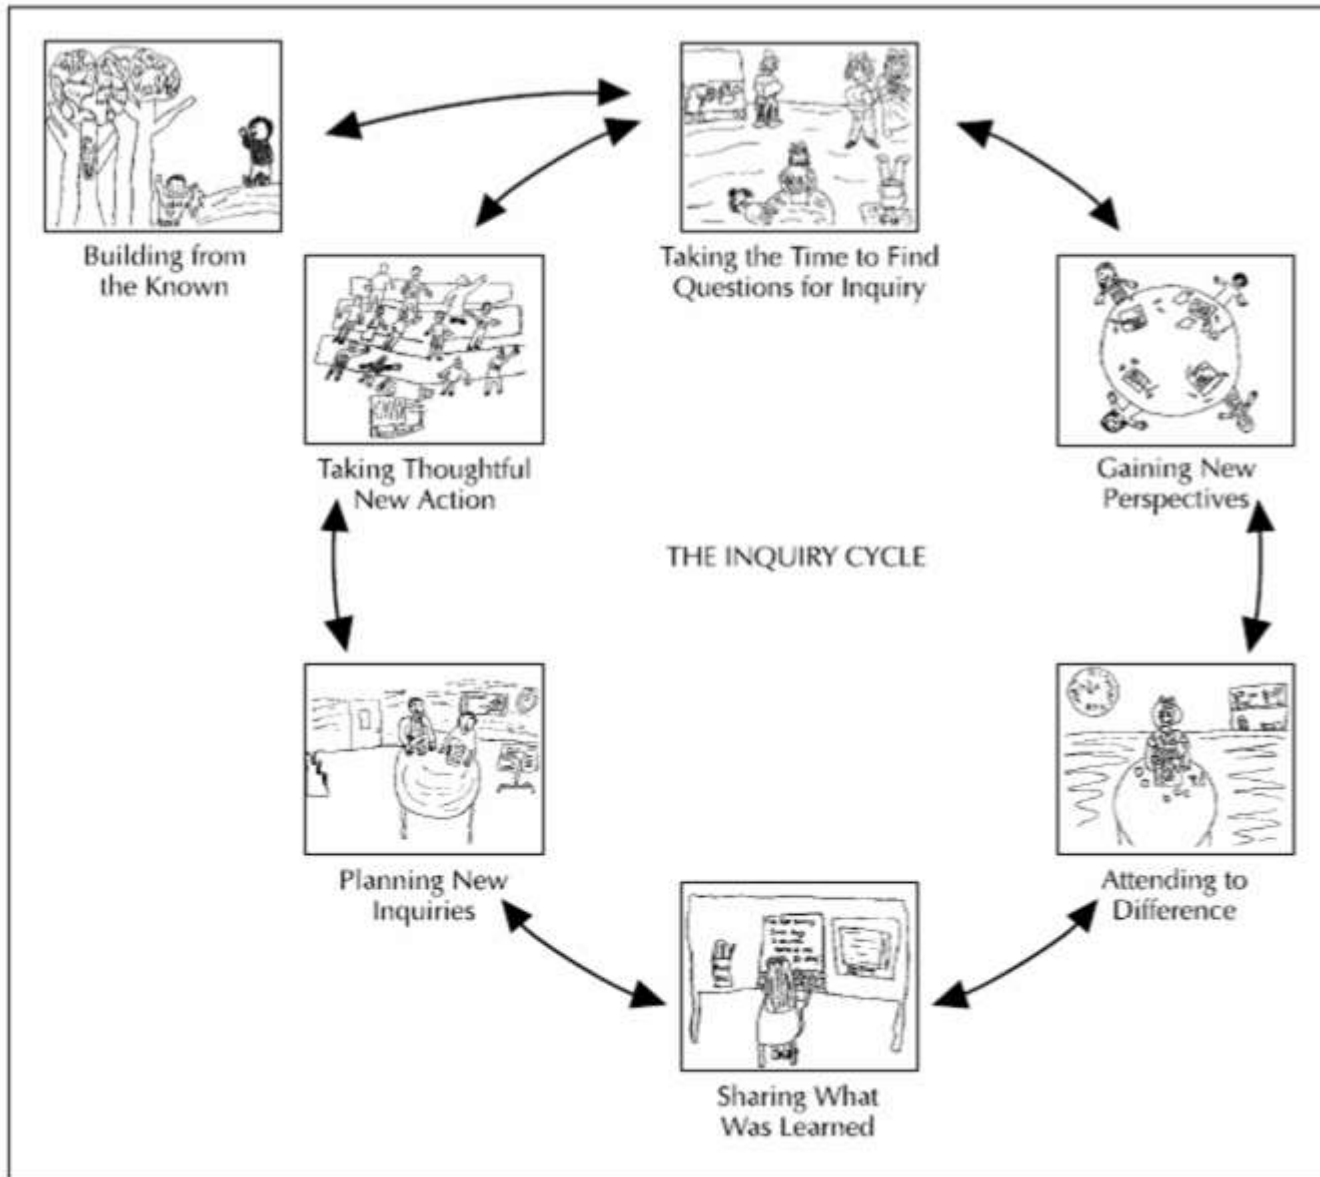 Building from
the Known
Taking the Time to Find
Questions for Inquiry
Taking Thoughtful
New Action
Gaining New
Perspectives
THE INQUIRY CYCLE
Planning New
Inquiries
Attending to
Difference
Sharing What
Was Learned